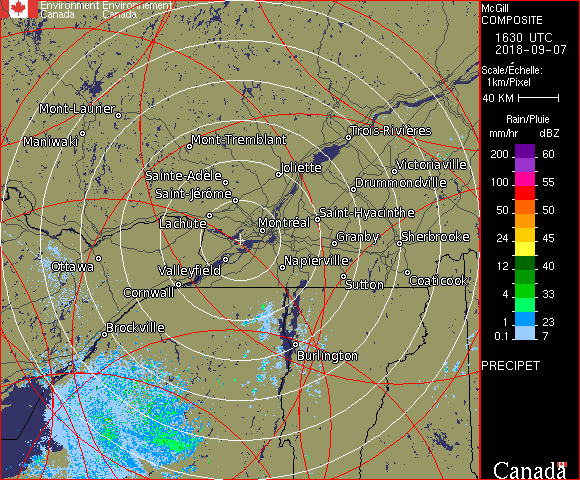 Environment Environnement
Canada Canada
McGill
COMPOSITE
1630 UTC
2018-09-07
Scale/Échelle:
1km/Pixel
40 KM
Rain/Pluie
mm/hr dBZ
200 60
100 55
85 55
50 50
24 45
12 40
4 33
1 23
0.1 7
PRECIPET
Canada
Mont-Laurier
Maniwaki
Mont-Tremblant
Trois-Rivières
Joliette
Victoriaville
Sainte-Adèle
Drummondville
Saint-Jérôme
Lachute
Saint-Hyacinthe
Montréal
Granby
Sherbrooke
Ottawa
Valleyfield
Napierville
Cornwall
Sutton
Coaticook
Brockville
Burlington